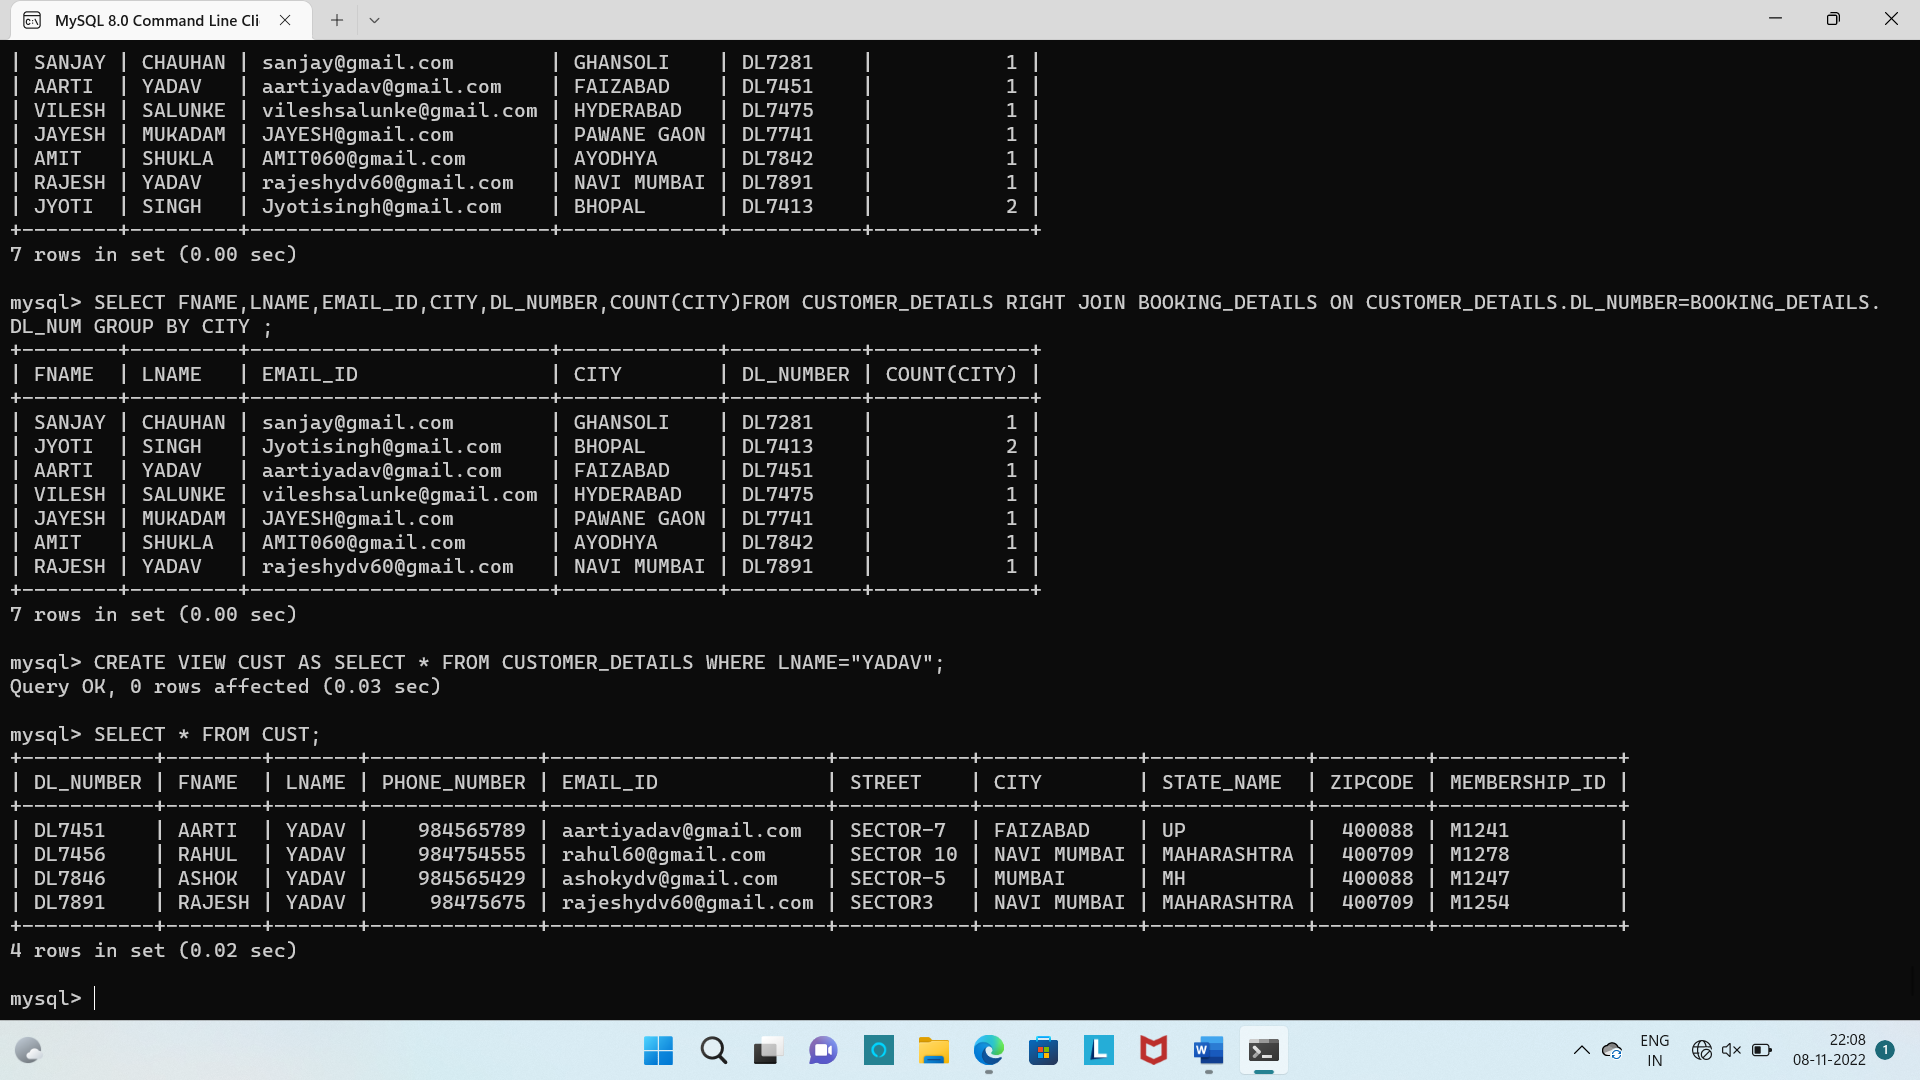 MySQL 8.0 Command Line Cli
| SANJAY | CHAUHAN | sanjay@gmail.com        | GHANSOLI    | DL7281    |           1 |
| AARTI  | YADAV   | aartiyadav@gmail.com    | FAIZABAD    | DL7451    |           1 |
| VILESH | SALUNKE | vileshsalunke@gmail.com | HYDERABAD   | DL7475    |           1 |
| JAYESH | MUKADAM | JAYESH@gmail.com        | PAWANE GAON | DL7741    |           1 |
| AMIT   | SHUKLA  | AMIT060@gmail.com       | AYODHYA     | DL7842    |           1 |
| RAJESH | YADAV   | rajeshydv60@gmail.com   | NAVI MUMBAI | DL7891    |           1 |
| JYOTI  | SINGH   | Jyotisingh@gmail.com    | BHOPAL      | DL7413    |           2 |
+--------+---------+-------------------------+-------------+-----------+-------------+
7 rows in set (0.00 sec)
mysql> SELECT FNAME,LNAME,EMAIL_ID,CITY,DL_NUMBER,COUNT(CITY)FROM CUSTOMER_DETAILS RIGHT JOIN BOOKING_DETAILS ON CUSTOMER_DETAILS.DL_NUMBER=BOOKING_DETAILS.
DL_NUM GROUP BY CITY ;
+--------+---------+-------------------------+-------------+-----------+-------------+
| FNAME  | LNAME   | EMAIL_ID                | CITY        | DL_NUMBER | COUNT(CITY) |
+--------+---------+-------------------------+-------------+-----------+-------------+
| SANJAY | CHAUHAN | sanjay@gmail.com        | GHANSOLI    | DL7281    |           1 |
| JYOTI  | SINGH   | Jyotisingh@gmail.com    | BHOPAL      | DL7413    |           2 |
| AARTI  | YADAV   | aartiyadav@gmail.com    | FAIZABAD    | DL7451    |           1 |
| VILESH | SALUNKE | vileshsalunke@gmail.com | HYDERABAD   | DL7475    |           1 |
| JAYESH | MUKADAM | JAYESH@gmail.com        | PAWANE GAON | DL7741    |           1 |
| AMIT   | SHUKLA  | AMIT060@gmail.com       | AYODHYA     | DL7842    |           1 |
| RAJESH | YADAV   | rajeshydv60@gmail.com   | NAVI MUMBAI | DL7891    |           1 |
+--------+---------+-------------------------+-------------+-----------+-------------+
7 rows in set (0.00 sec)
mysql> CREATE VIEW CUST AS SELECT * FROM CUSTOMER_DETAILS WHERE LNAME="YADAV";
Query OK, 0 rows affected (0.03 sec)
mysql> SELECT * FROM CUST;
+-----------+--------+-------+--------------+-----------------------+-----------+-------------+-------------+---------+---------------+
| DL_NUMBER | FNAME  | LNAME | PHONE_NUMBER | EMAIL_ID              | STREET    | CITY        | STATE_NAME  | ZIPCODE | MEMBERSHIP_ID |
+-----------+--------+-------+--------------+-----------------------+-----------+-------------+-------------+---------+---------------+
| DL7451    | AARTI  | YADAV |    984565789 | aartiyadav@gmail.com  | SECTOR-7  | FAIZABAD    | UP          |  400088 | M1241         |
| DL7456    | RAHUL  | YADAV |    984754555 | rahul60@gmail.com     | SECTOR 10 | NAVI MUMBAI | MAHARASHTRA |  400709 | M1278         |
| DL7846    | ASHOK  | YADAV |    984565429 | ashokydv@gmail.com    | SECTOR-5  | MUMBAI      | MH          |  400088 | M1247         |
| DL7891    | RAJESH | YADAV |     98475675 | rajeshydv60@gmail.com | SECTOR3   | NAVI MUMBAI | MAHARASHTRA |  400709 | M1254         |
+-----------+--------+-------+--------------+-----------------------+-----------+-------------+-------------+---------+---------------+
4 rows in set (0.02 sec)
mysql>
ENG
IN
22:08
08-11-2022
1